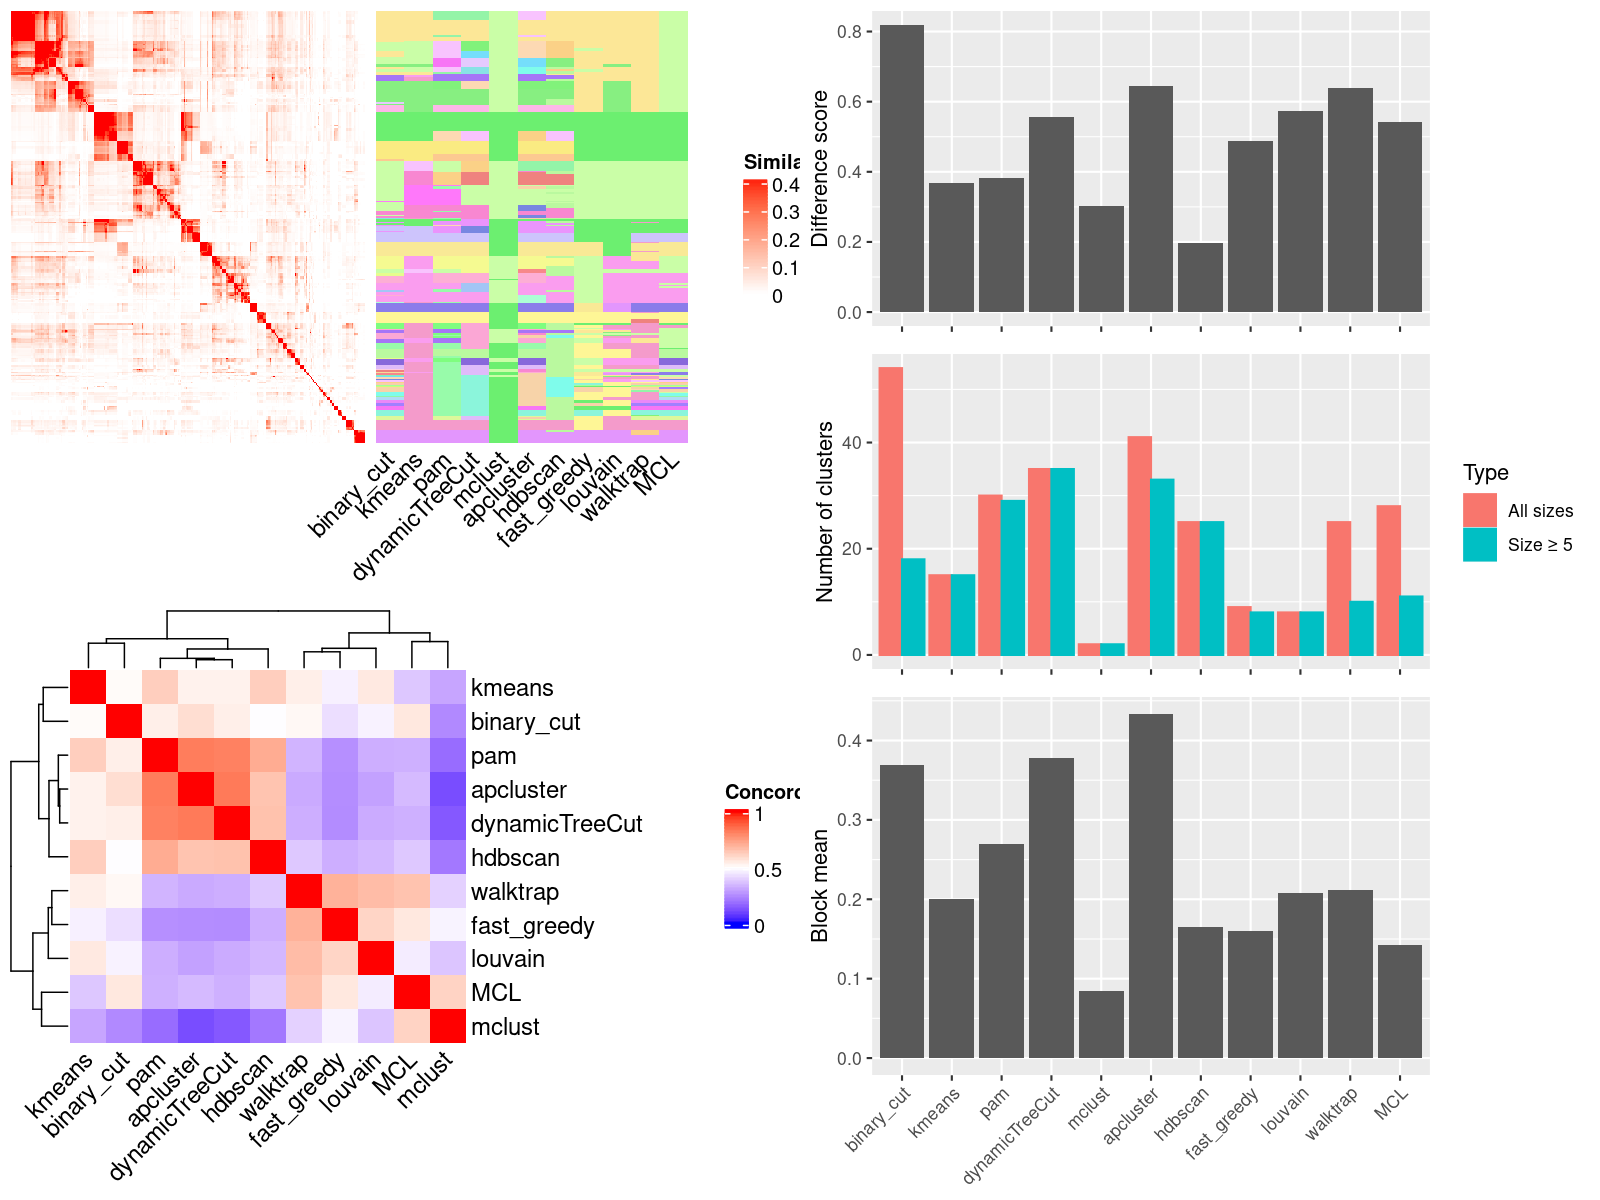 Simila
0.4
0.3
0.2
0.1
0
binary_cut
kmeans
pam
dynamicTreeCut
mclust
apcluster
hdbscan
fast_greedy
louvain
walktrap
MCL
kmeans
binary_cut
pam
apcluster
dynamicTreeCut
hdbscan
walktrap
fast_greedy
louvain
MCL
mclust
kmeans
binary_cut
pam
apcluster
dynamicTreeCut
hdbscan
walktrap
fast_greedy
louvain
MCL
mclust
Concord
1
0.5
0
Difference score
0.8
0.6
0.4
0.2
0.0
Number of clusters
40
20
0
Type
All sizes
Size ≥ 5
Block mean
0.4
0.3
0.2
0.1
0.0
binary_cut
kmeans
pam
dynamicTreeCut
mclust
apcluster
hdbscan
fast_greedy
louvain
walktrap
MCL